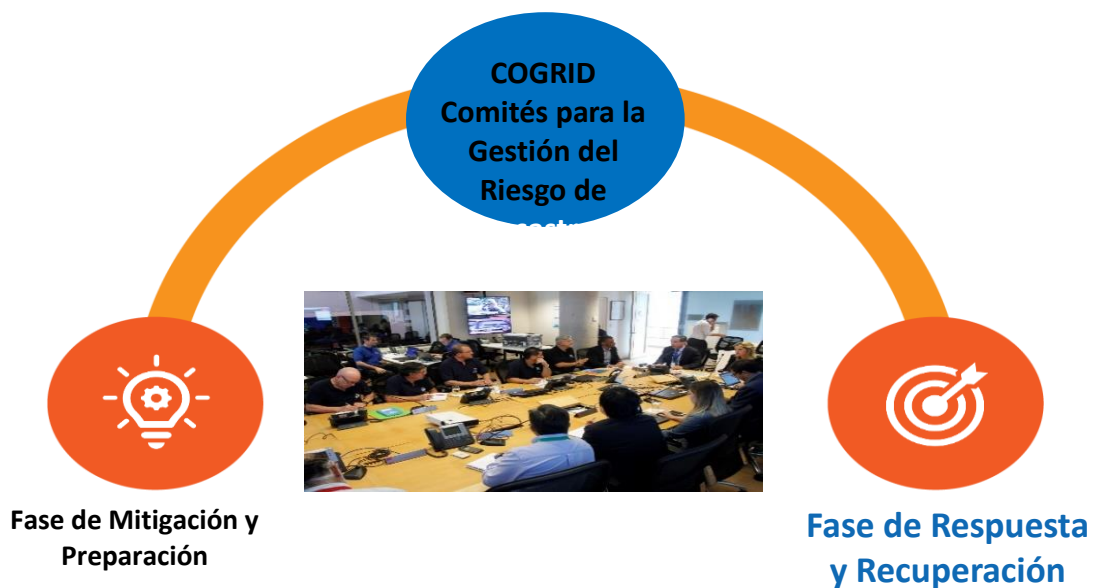 COGRID
Comités para la
Gestión del
Riesgo de
Fase de Mitigación y
Preparación
Fase de Respuesta
y Recuperación